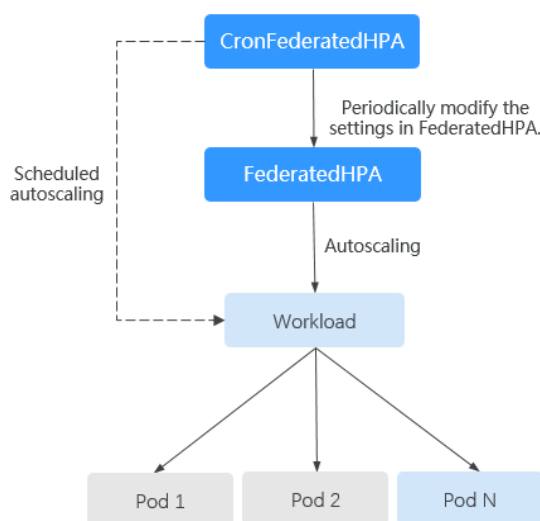 CronFederatedHPA
Periodically modify the
settings in FederatedHPA.
Scheduled
autoscaling
FederatedHPA
Autoscaling
Workload
Pod 1
Pod 2
Pod N